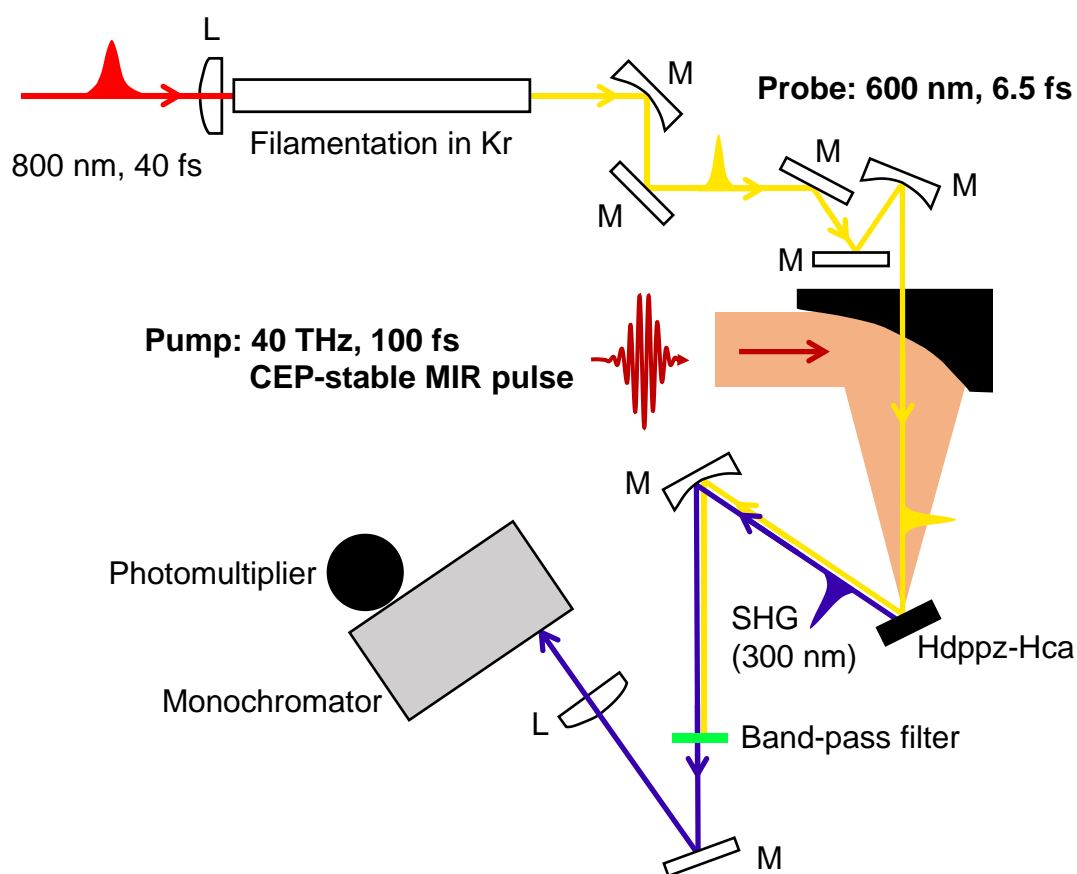 L
M
Probe: 600 nm, 6.5 fs
Filamentation in Kr
800 nm, 40 fs
M
M
M
M
Pump: 40 THz, 100 fs
CEP-stable MIR pulse
M
Photomultiplier
SHG
(300 nm)
Hdppz-Hca
Monochromator
L
Band-pass filter
M